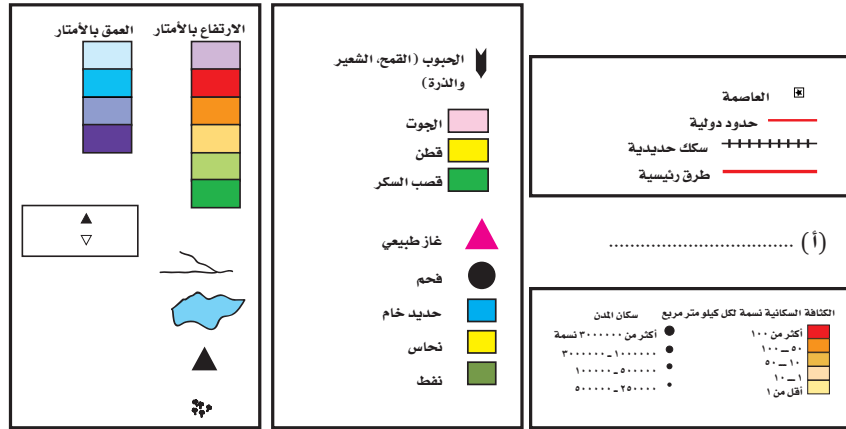 العاصمة
حدود دولية
سكك حديدية
طرق رئيسية
(أ) ..................................
الكثافة السكانية نسمة لكل كيلو متر مربع
أكثر من ١٠٠
٥٠ – ١٠٠
١٠ – ٥٠
١ – ١٠
أقل من ١
سكان المدن
أكثر من ٣٠٠٠٠٠٠ نسمة
١٠٠٠٠٠٠ – ٣٠٠٠٠٠٠
٥٠٠٠٠٠ – ١٠٠٠٠٠٠
٢٥٠٠٠٠ – ٥٠٠٠٠٠
الحبوب (القمح، الشعير
والذرة)
الجوت
قطن
قصب السكر
غاز طبيعي
فحم
حديد خام
نحاس
نفط
الارتفاع بالأمتار
العمق بالأمتار